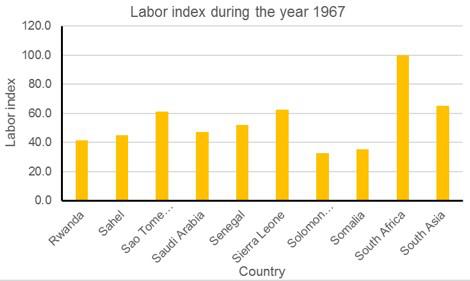 Labor index during the year 1967
120.0
100.0
80.0
60.0
40.0
20.0
0.0
Labor index
Rwanda
Sahel
Sao Tome...
Saudi Arabia
Senegal
Sierra Leone
Solomon...
Somalia
South Africa
South Asia
Country